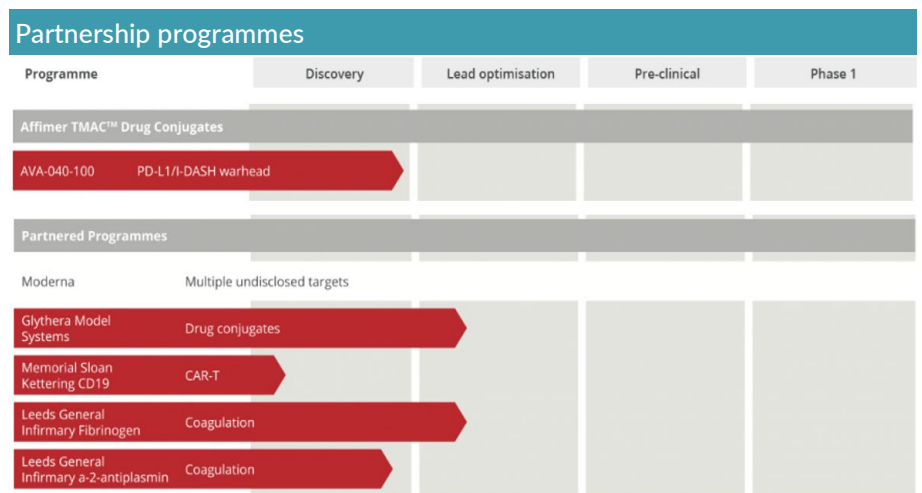 Partnership programmes
Programme Discovery Lead optimisation Pre-clinical Phase 1
Affimer TMAC™ Drug Conjugates
AVA-040-100 PD-L1/I-DASH warhead
Partnered Programmes
Moderna Multiple undisclosed targets
Glythera Model
Systems
Drug conjugates
Memorial Sloan
Kettering CD19
CAR-T
Leeds General
Infirmary Fibrinogen
Coagulation
Leeds General
Infirmary a-2-antiplasmin
Coagulation